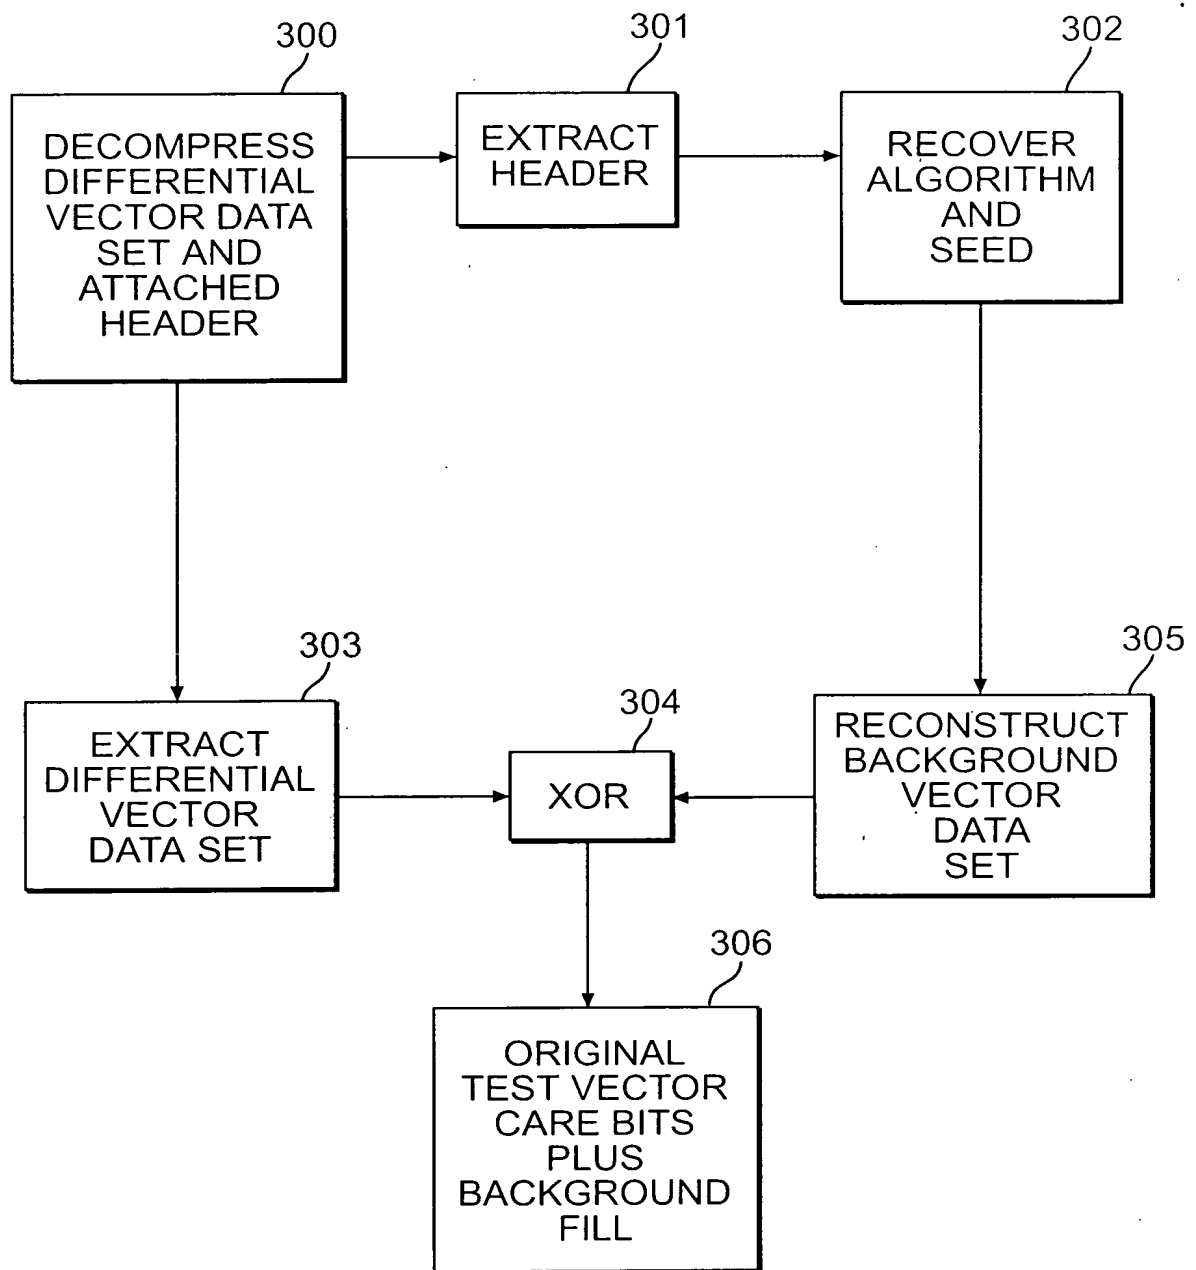 300
DECOMPRESS
DIFFERENTIAL
VECTOR DATA
SET AND
ATTACHED
HEADER
301
EXTRACT
HEADER
302
RECOVER
ALGORITHM
AND
SEED
303
EXTRACT
DIFFERENTIAL
VECTOR
DATA SET
304
XOR
305
RECONSTRUCT
BACKGROUND
VECTOR
DATA
SET
306
ORIGINAL
TEST VECTOR
CARE BITS
PLUS
BACKGROUND
FILL